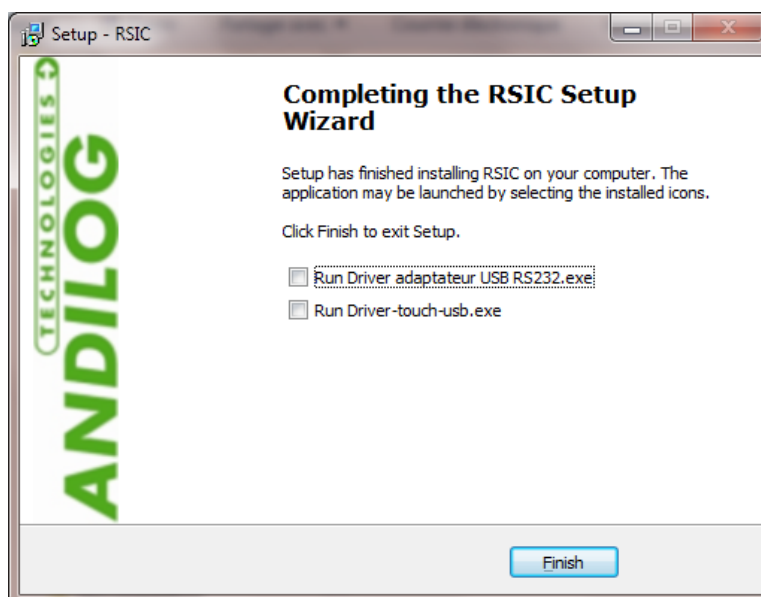 Setup - RSIC
ANDILOG
TECHNOLOGIES
Completing the RSIC Setup
Wizard
Setup has finished installing RSIC on your computer. The
application may be launched by selecting the installed icons.
Click Finish to exit Setup.
Run Driver adaptateur USB RS232.exe
Run Driver-touch-usb.exe
Finish